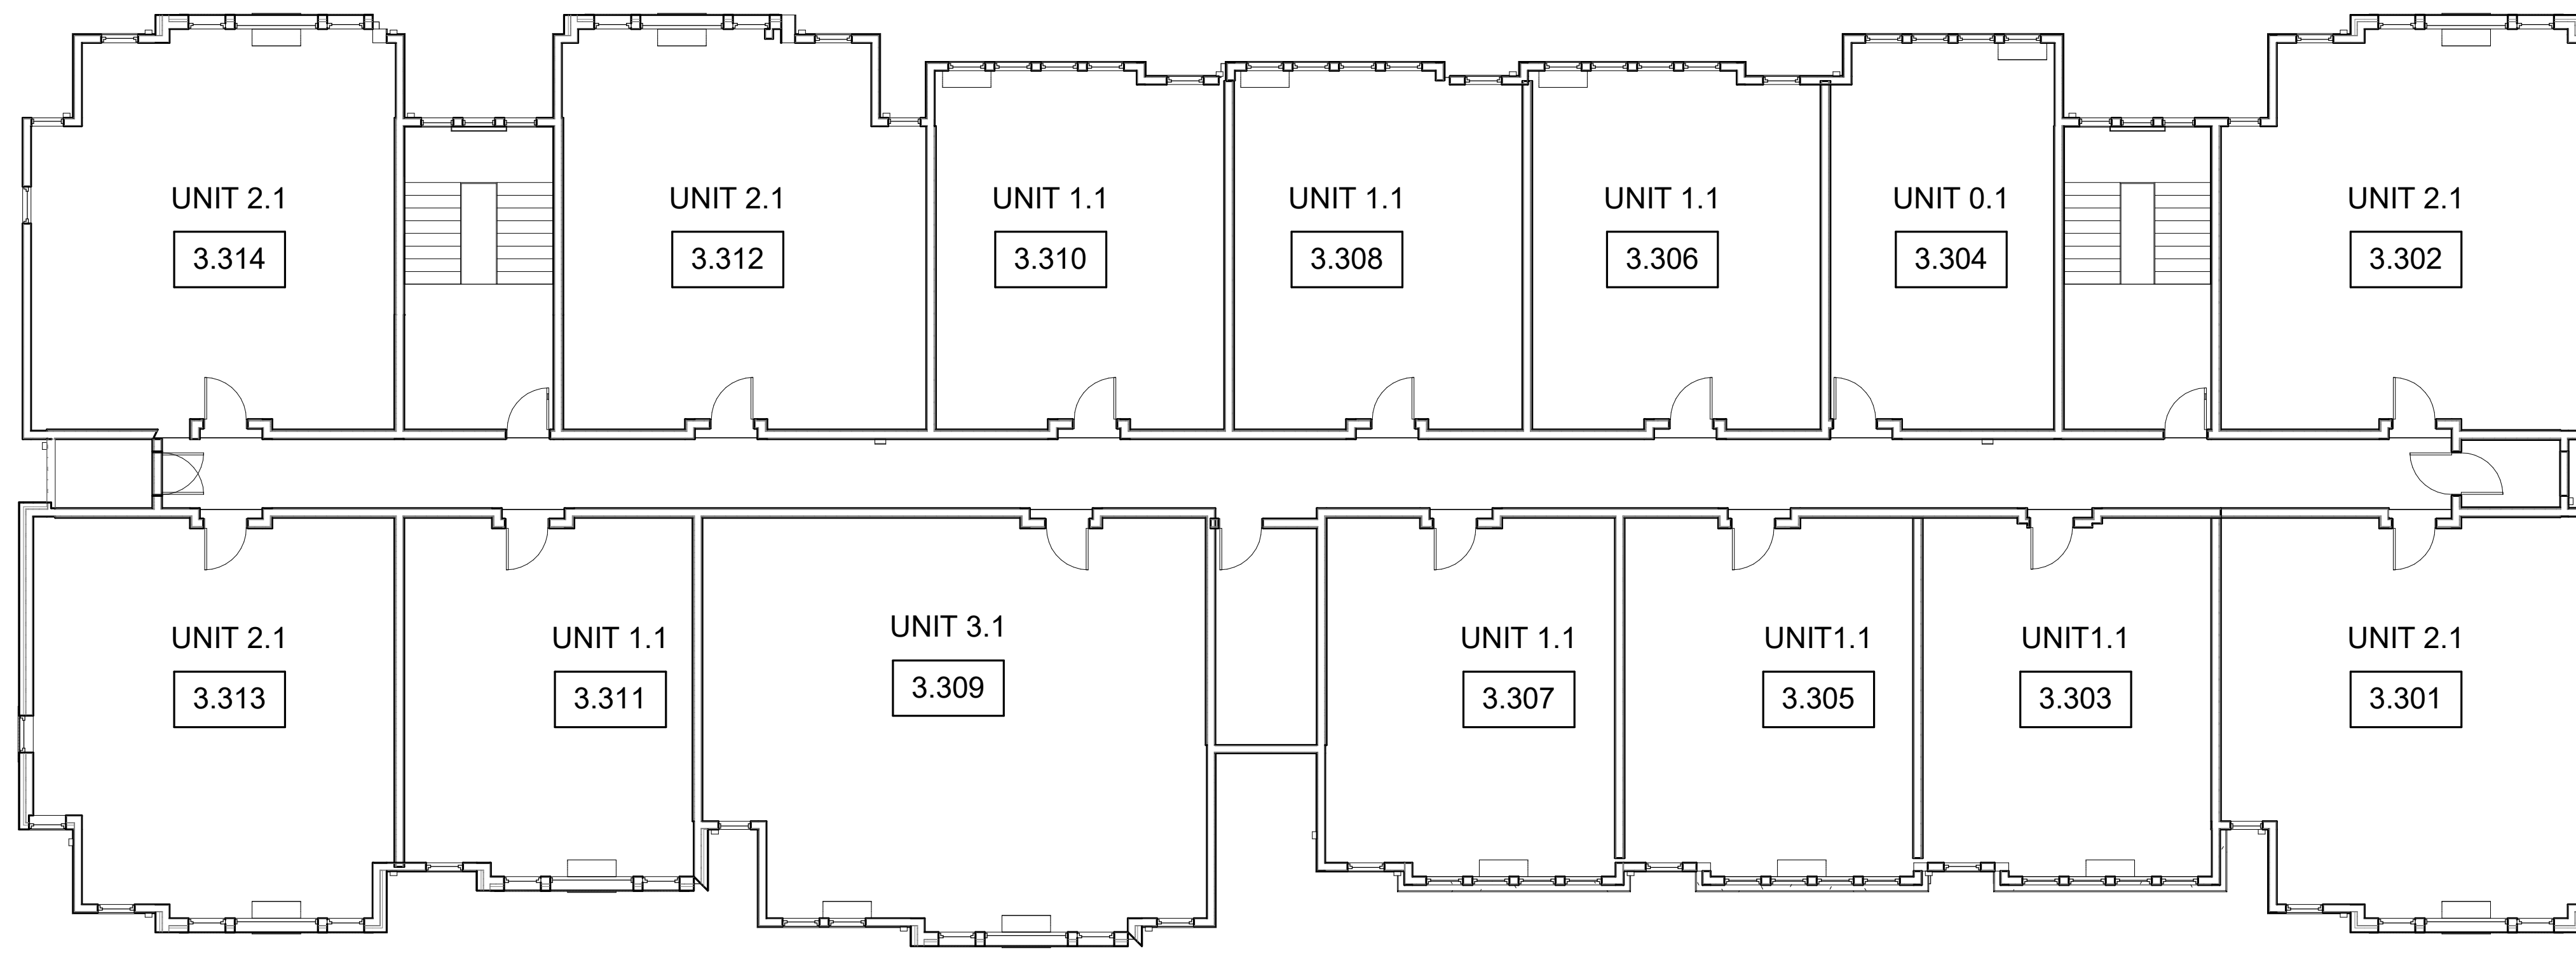 UNIT 2.1
3.314
UNIT 2.1
3.312
UNIT 1.1
3.310
UNIT 1.1
3.308
UNIT 1.1
3.306
UNIT 0.1
3.304
UNIT 2.1
3.302
UNIT 2.1
3.313
UNIT 1.1
3.311
UNIT 3.1
3.309
UNIT 1.1
3.307
UNIT1.1
3.305
UNIT1.1
3.303
UNIT 2.1
3.301